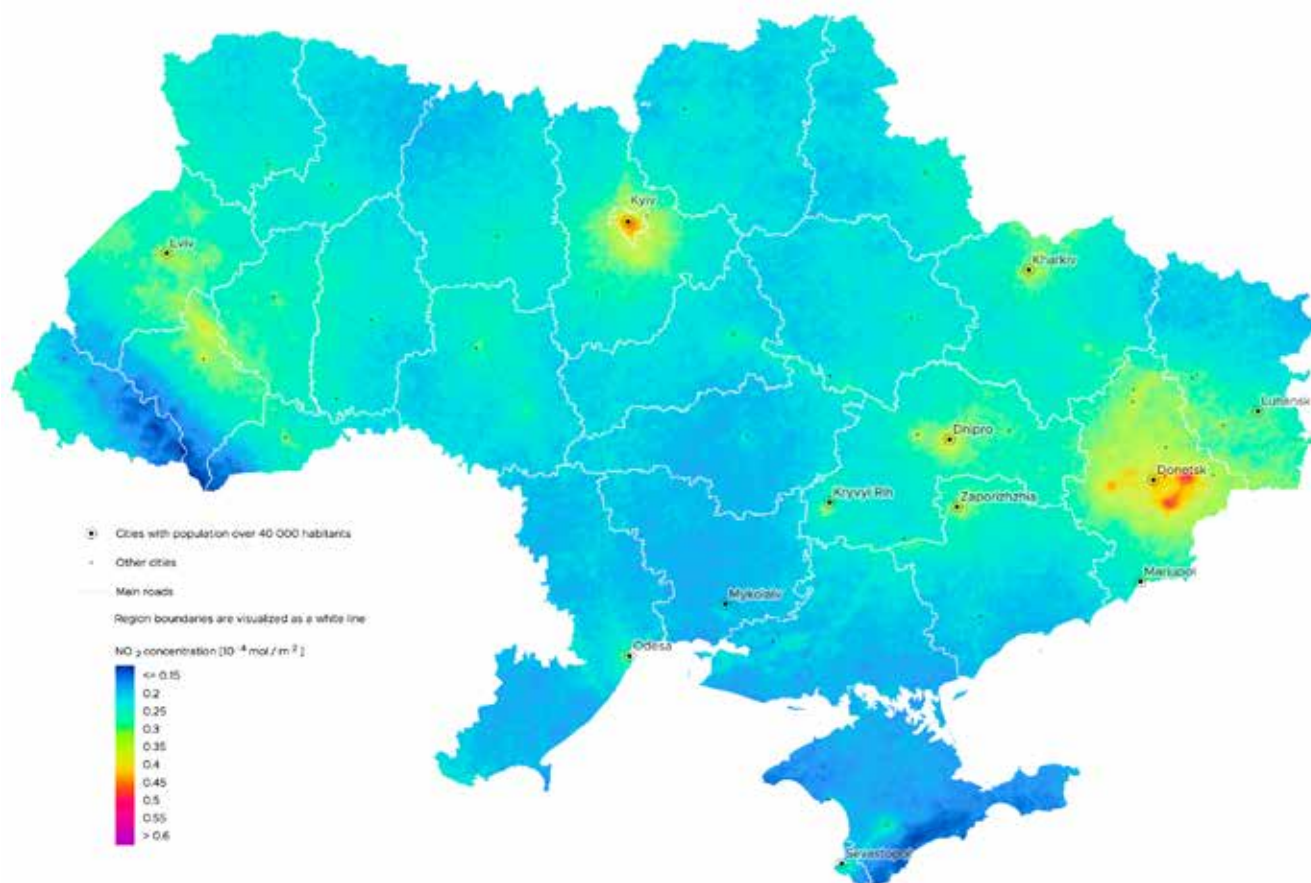 Kyiv
Lviv
Kharkiv
Luhansk
Dnipro
Donetsk
Kryvyi Rih
Zaporizhzhia
Mariupol
Mykolaiv
Odesa
Sevastopol
Cities with population over 40 000 habitants
Other cities
Main roads
Region boundaries are visualized as a white line
NO 2 concentration [10 -4 mol / m 2 ]
<= 0.15
0.2
0.25
0.3
0.35
0.4
0.45
0.5
0.55
> 0.6